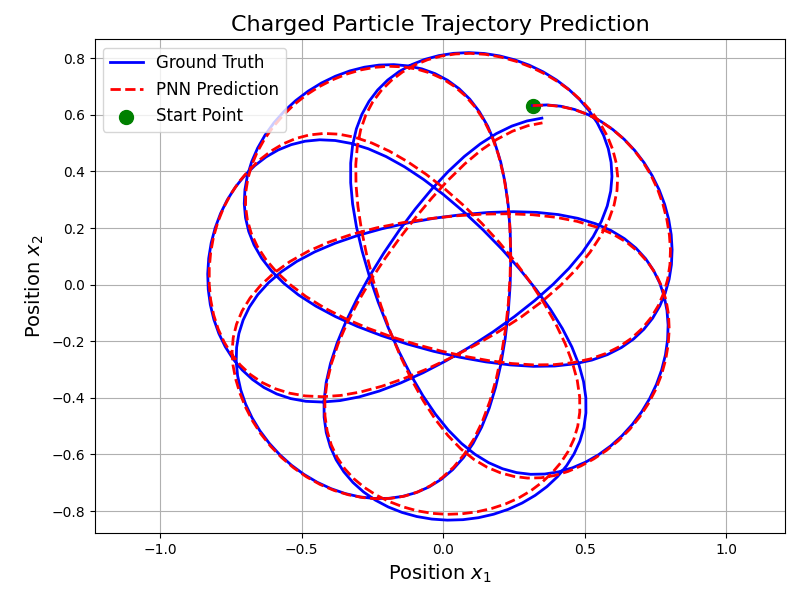 Charged Particle Trajectory Prediction
Ground Truth
PNN Prediction
Start Point
0.8
0.6
0.4
0.2
0.0
−0.2
−0.4
−0.6
−0.8
Position x₂
−1.0 −0.5 0.0 0.5 1.0
Position x₁